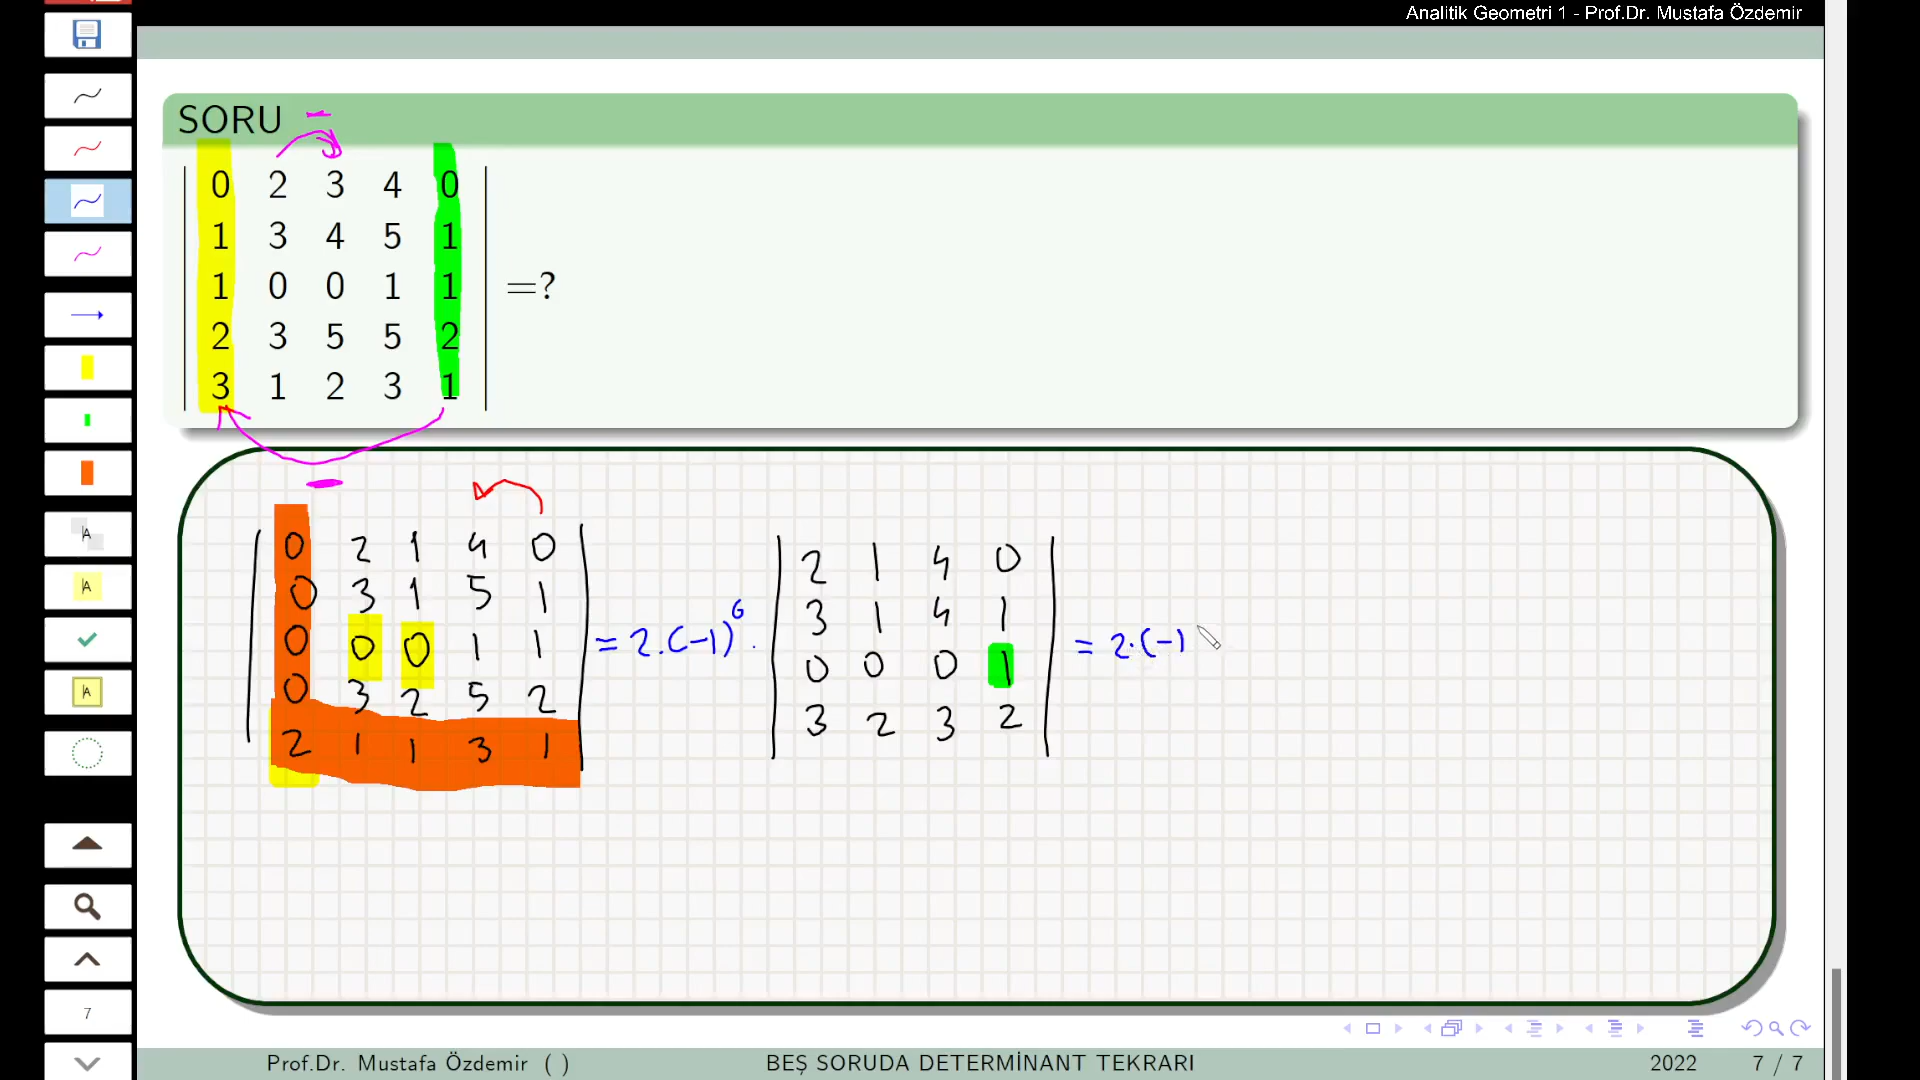 Analitik Geometri 1 - Prof.Dr. Mustafa Özdemir
SORU
0 2 3 4 0
1 3 4 5 1
1 0 0 1 1
2 3 5 5 2
3 1 2 3 1
=?
0 2 1 4 0
0 3 1 5 1
0 0 0 1 1
0 3 2 5 2
2 1 1 3 1
= 2.(-1)^6 .
2 1 4 0
3 1 4 1
0 0 0 1
3 2 3 2
= 2.(-1)
A
A
A
7
Prof.Dr. Mustafa Özdemir ( )
BEŞ SORUDA DETERMİNANT TEKRARI
2022
7 / 7